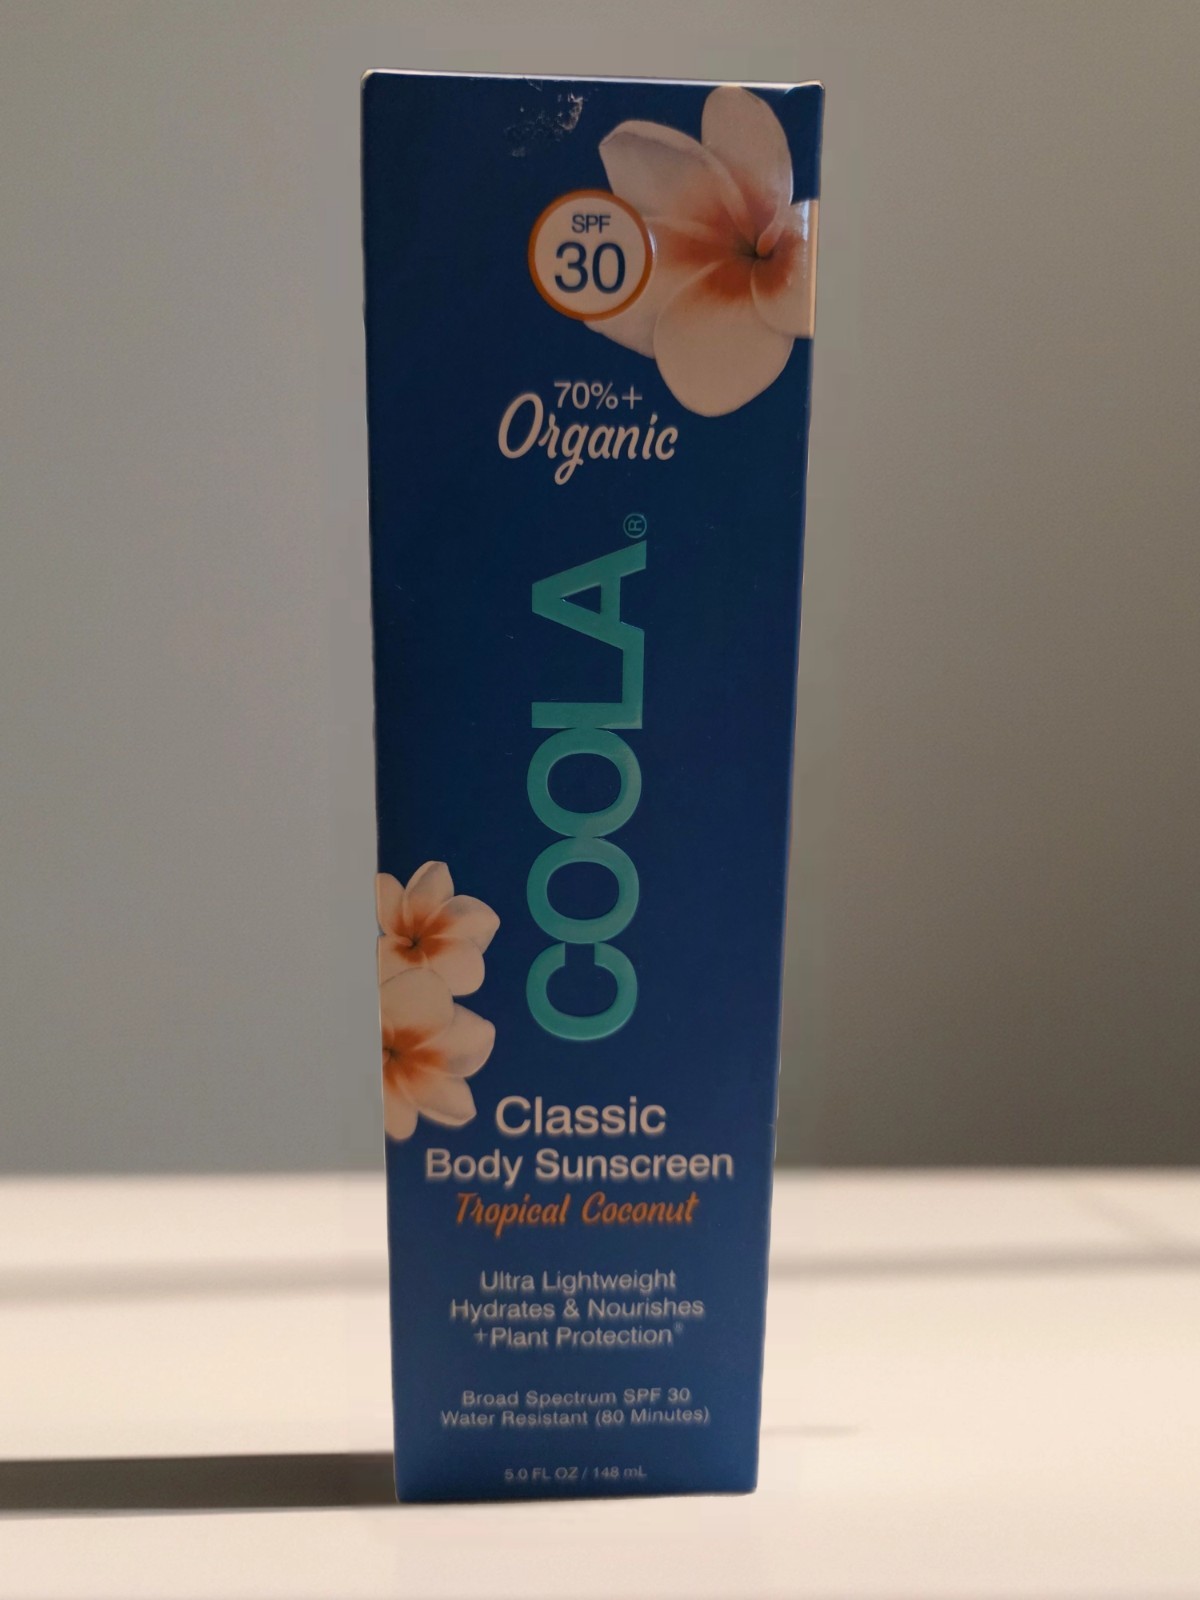 SPF
30
70%+
Organic
COOLA®
Classic
Body Sunscreen
Tropical Coconut
Ultra Lightweight
Hydrates & Nourishes
+Plant Protection®
Broad Spectrum SPF 30
Water Resistant (80 Minutes)
5.0 FL OZ / 148 mL